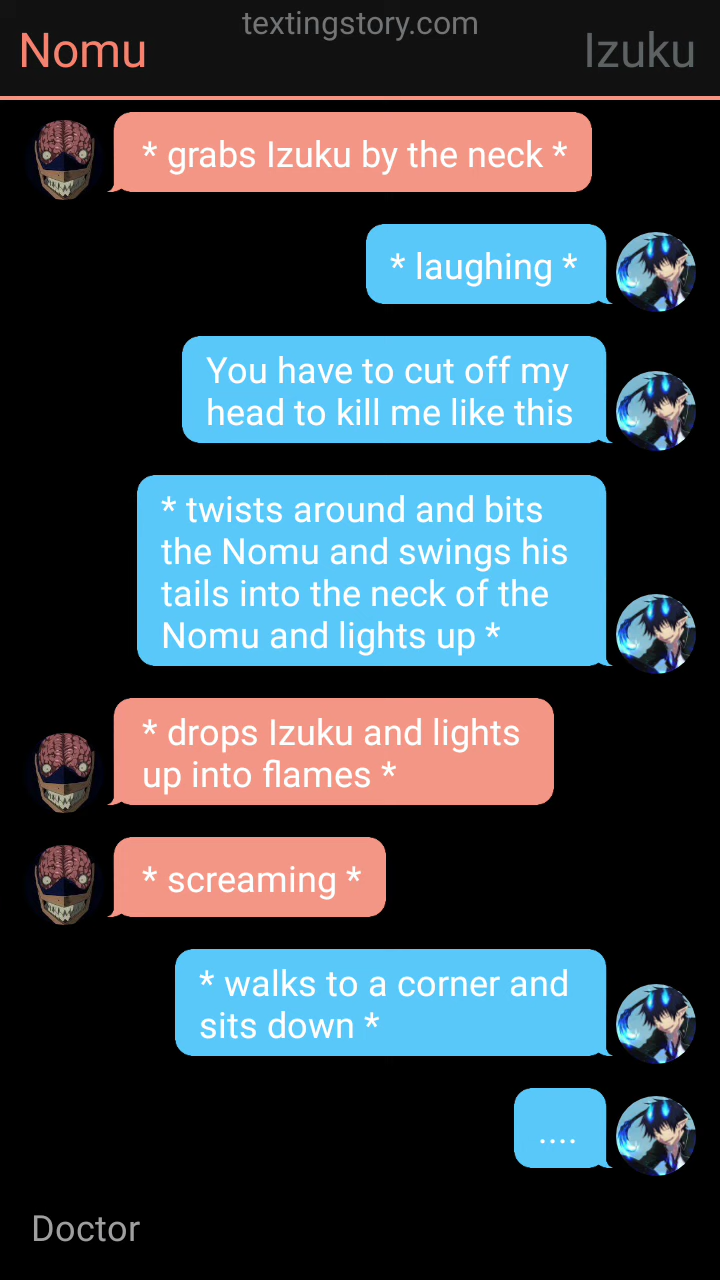 textingstory.com
Nomu
Izuku
* grabs Izuku by the neck *
* laughing *
You have to cut off my
head to kill me like this
* twists around and bits
the Nomu and swings his
tails into the neck of the
Nomu and lights up *
* drops Izuku and lights
up into flames *
* screaming *
* walks to a corner and
sits down *
....
Doctor